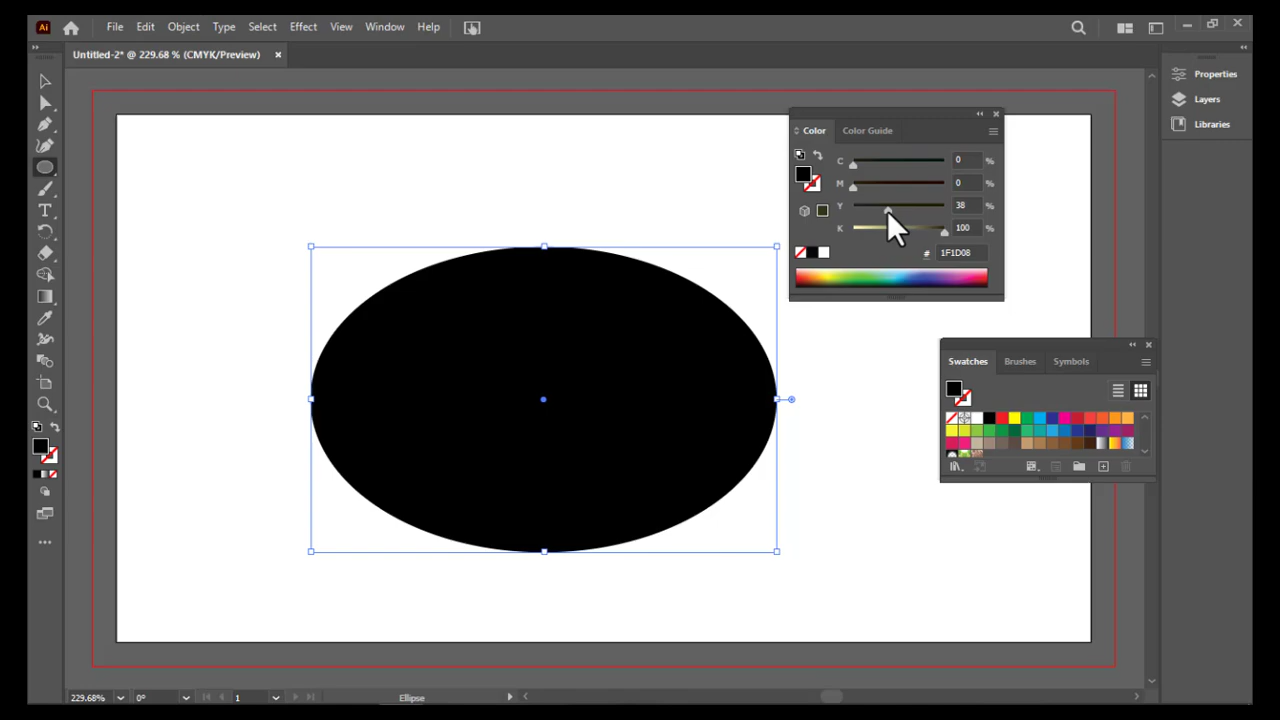 Ai File Edit Object Type Select Effect View Window Help
Untitled-2* @ 229.68 % (CMYK/Preview)
Properties
Layers
Libraries
Color Color Guide
C 0 %
M 0 %
Y 38 %
K 100 %
# 1F1D08
Swatches Brushes Symbols
229.68% 0° 1 Ellipse